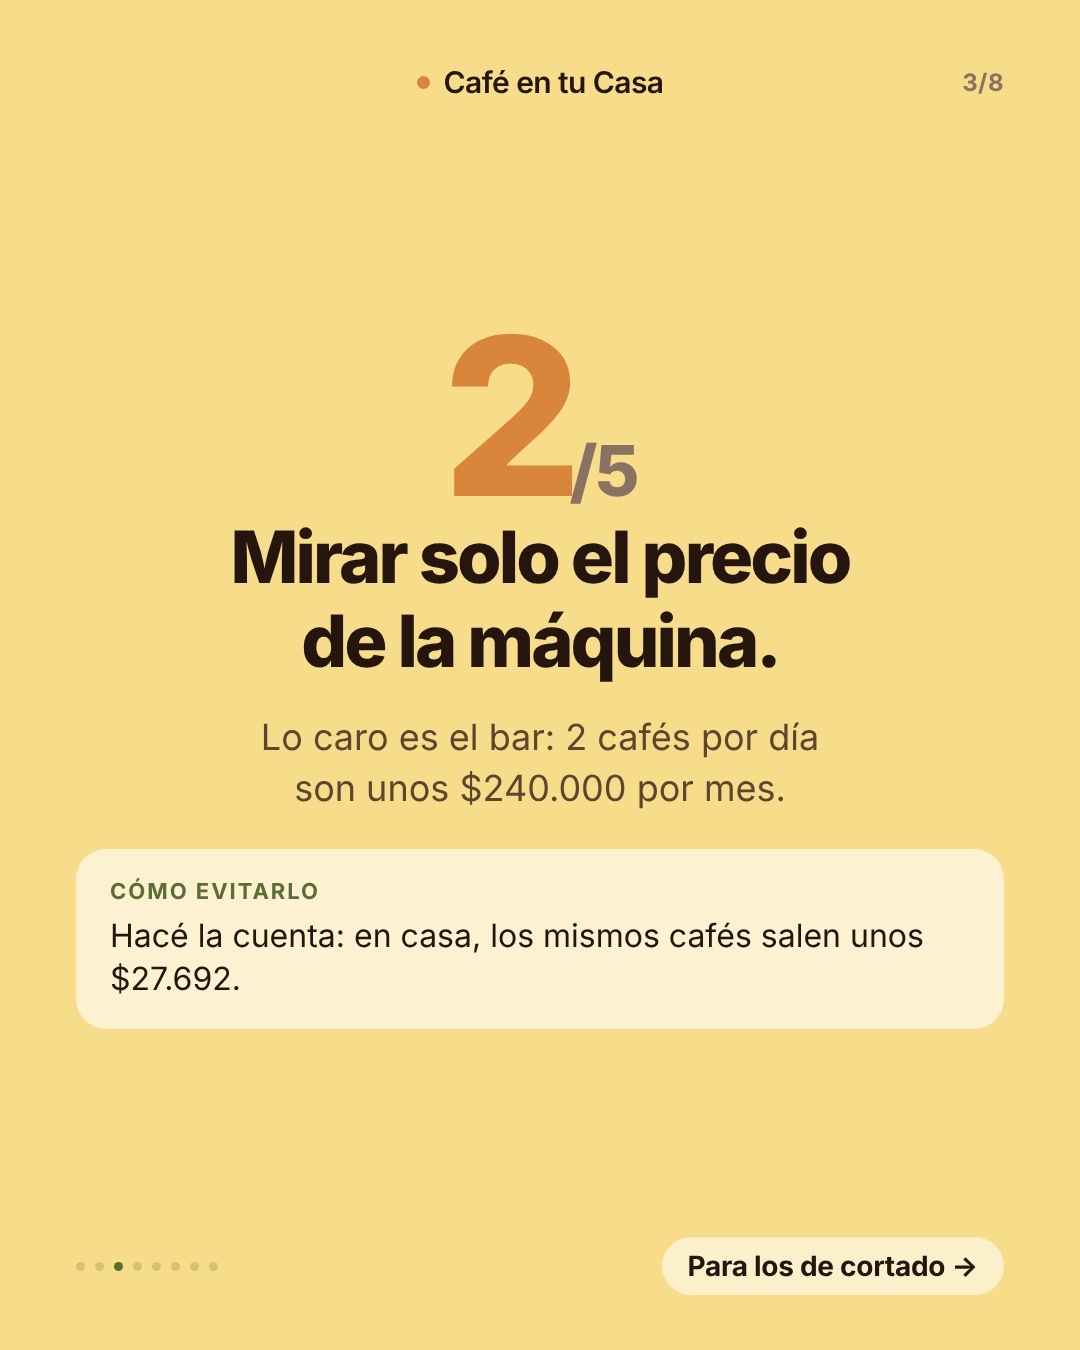 Café en tu Casa
3/8
2/5
Mirar solo el precio
de la máquina.
Lo caro es el bar: 2 cafés por día
son unos $240.000 por mes.
CÓMO EVITARLO
Hacé la cuenta: en casa, los mismos cafés salen unos
$27.692.
Para los de cortado →